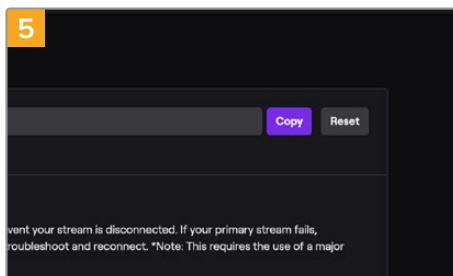 5
Copy Reset
vent your stream is disconnected. If your primary stream fails,
roubleshoot and reconnect. *Note: This requires the use of a major